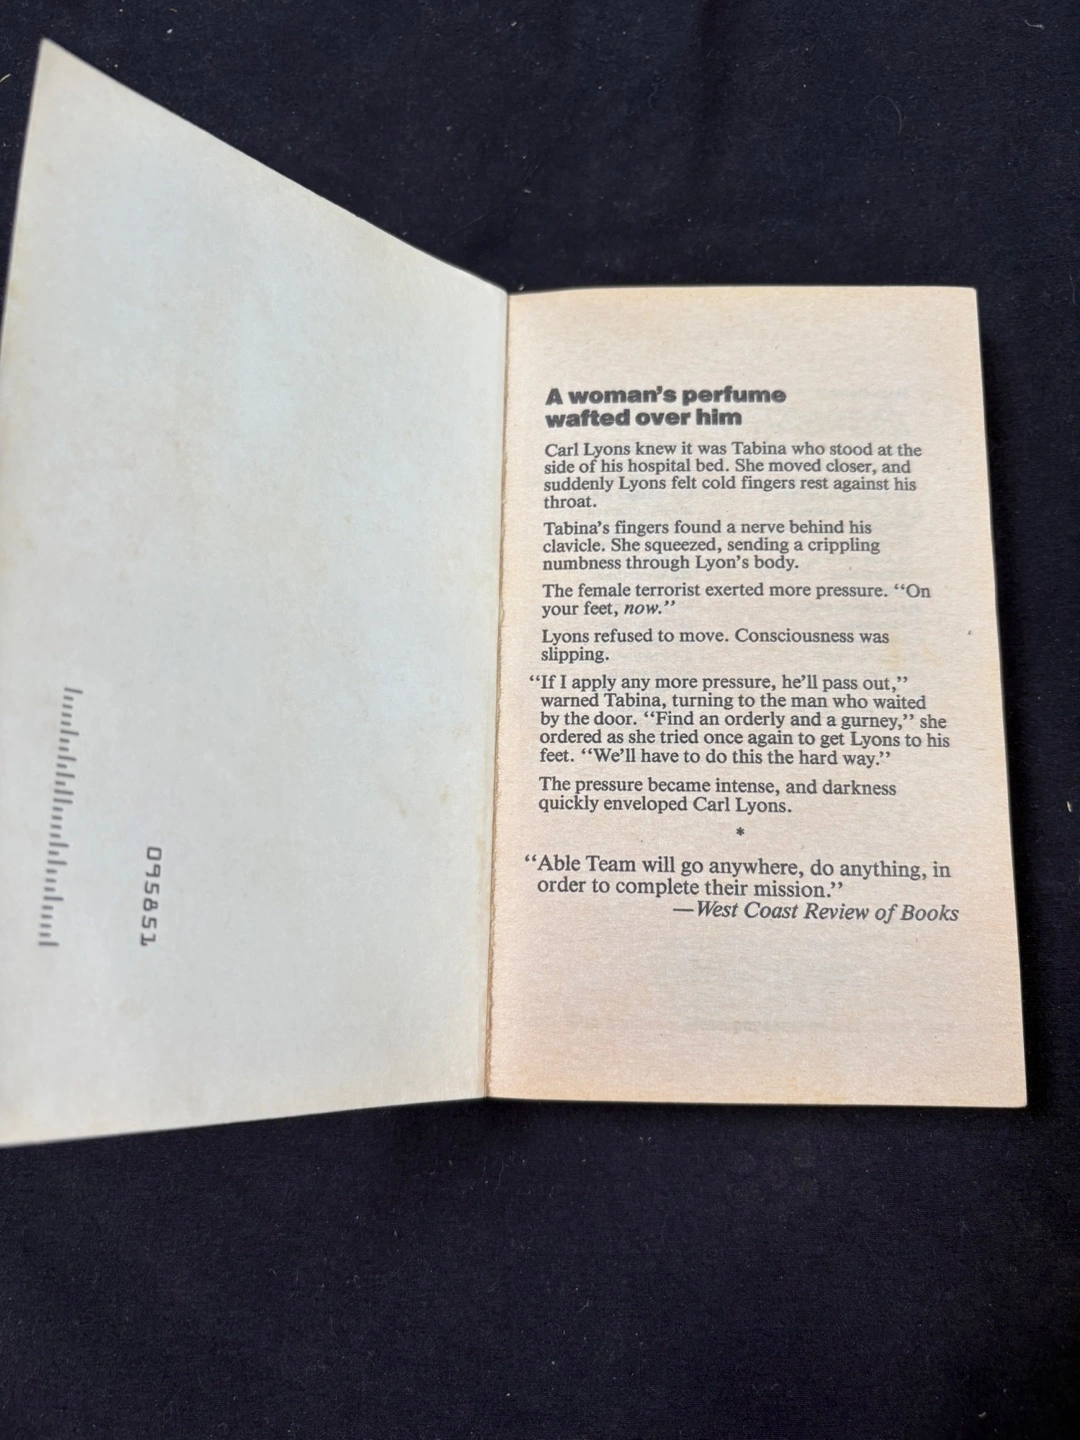 095851
A woman's perfume
wafted over him
Carl Lyons knew it was Tabina who stood at the
side of his hospital bed. She moved closer, and
suddenly Lyons felt cold fingers rest against his
throat.
Tabina's fingers found a nerve behind his
clavicle. She squeezed, sending a crippling
numbness through Lyon's body.
The female terrorist exerted more pressure. "On
your feet, now."
Lyons refused to move. Consciousness was
slipping.
"If I apply any more pressure, he'll pass out,"
warned Tabina, turning to the man who waited
by the door. "Find an orderly and a gurney," she
ordered as she tried once again to get Lyons to his
feet. "We'll have to do this the hard way."
The pressure became intense, and darkness
quickly enveloped Carl Lyons.
*
"Able Team will go anywhere, do anything, in
order to complete their mission."
—West Coast Review of Books